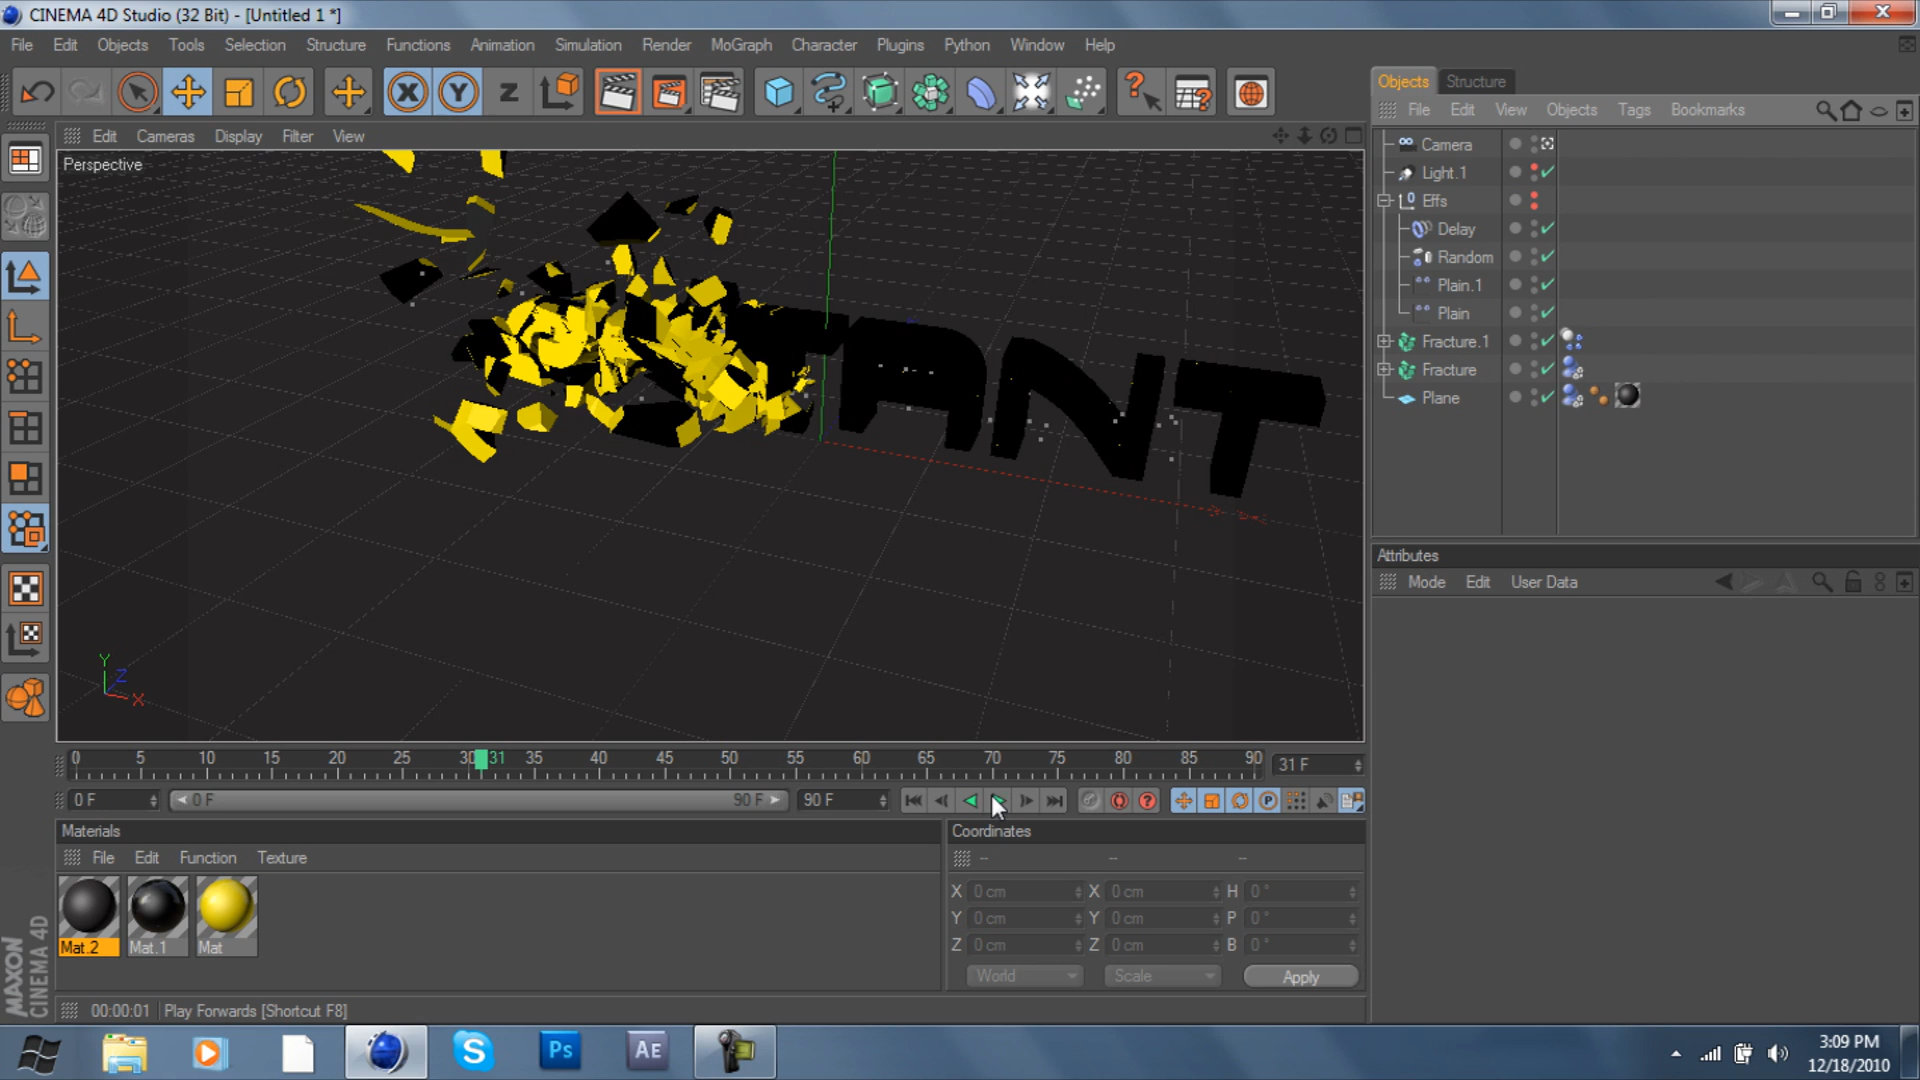 CINEMA 4D Studio (32 Bit) - [Untitled 1 *]
File Edit Objects Tools Selection Structure Functions Animation Simulation Render MoGraph Character Plugins Python Window Help
Objects Structure
File Edit View Objects Tags Bookmarks
Edit Cameras Display Filter View
Perspective
Camera
Light.1
Effs
Delay
Random
Plain.1
Plain
Fracture.1
Fracture
Plane
TANT
Y
Z
X
Attributes
Mode Edit User Data
0 5 10 15 20 25 30 31 35 40 45 50 55 60 65 70 75 80 85 90 31 F
0 F 0 F 90 F 90 F
Materials
File Edit Function Texture
Mat.2 Mat.1 Mat
Coordinates
-- -- --
X 0 cm X 0 cm H 0 °
Y 0 cm Y 0 cm P 0 °
Z 0 cm Z 0 cm B 0 °
World Scale Apply
MAXON
CINEMA 4D
00:00:01 Play Forwards [Shortcut F8]
S Ps AE
3:09 PM
12/18/2010